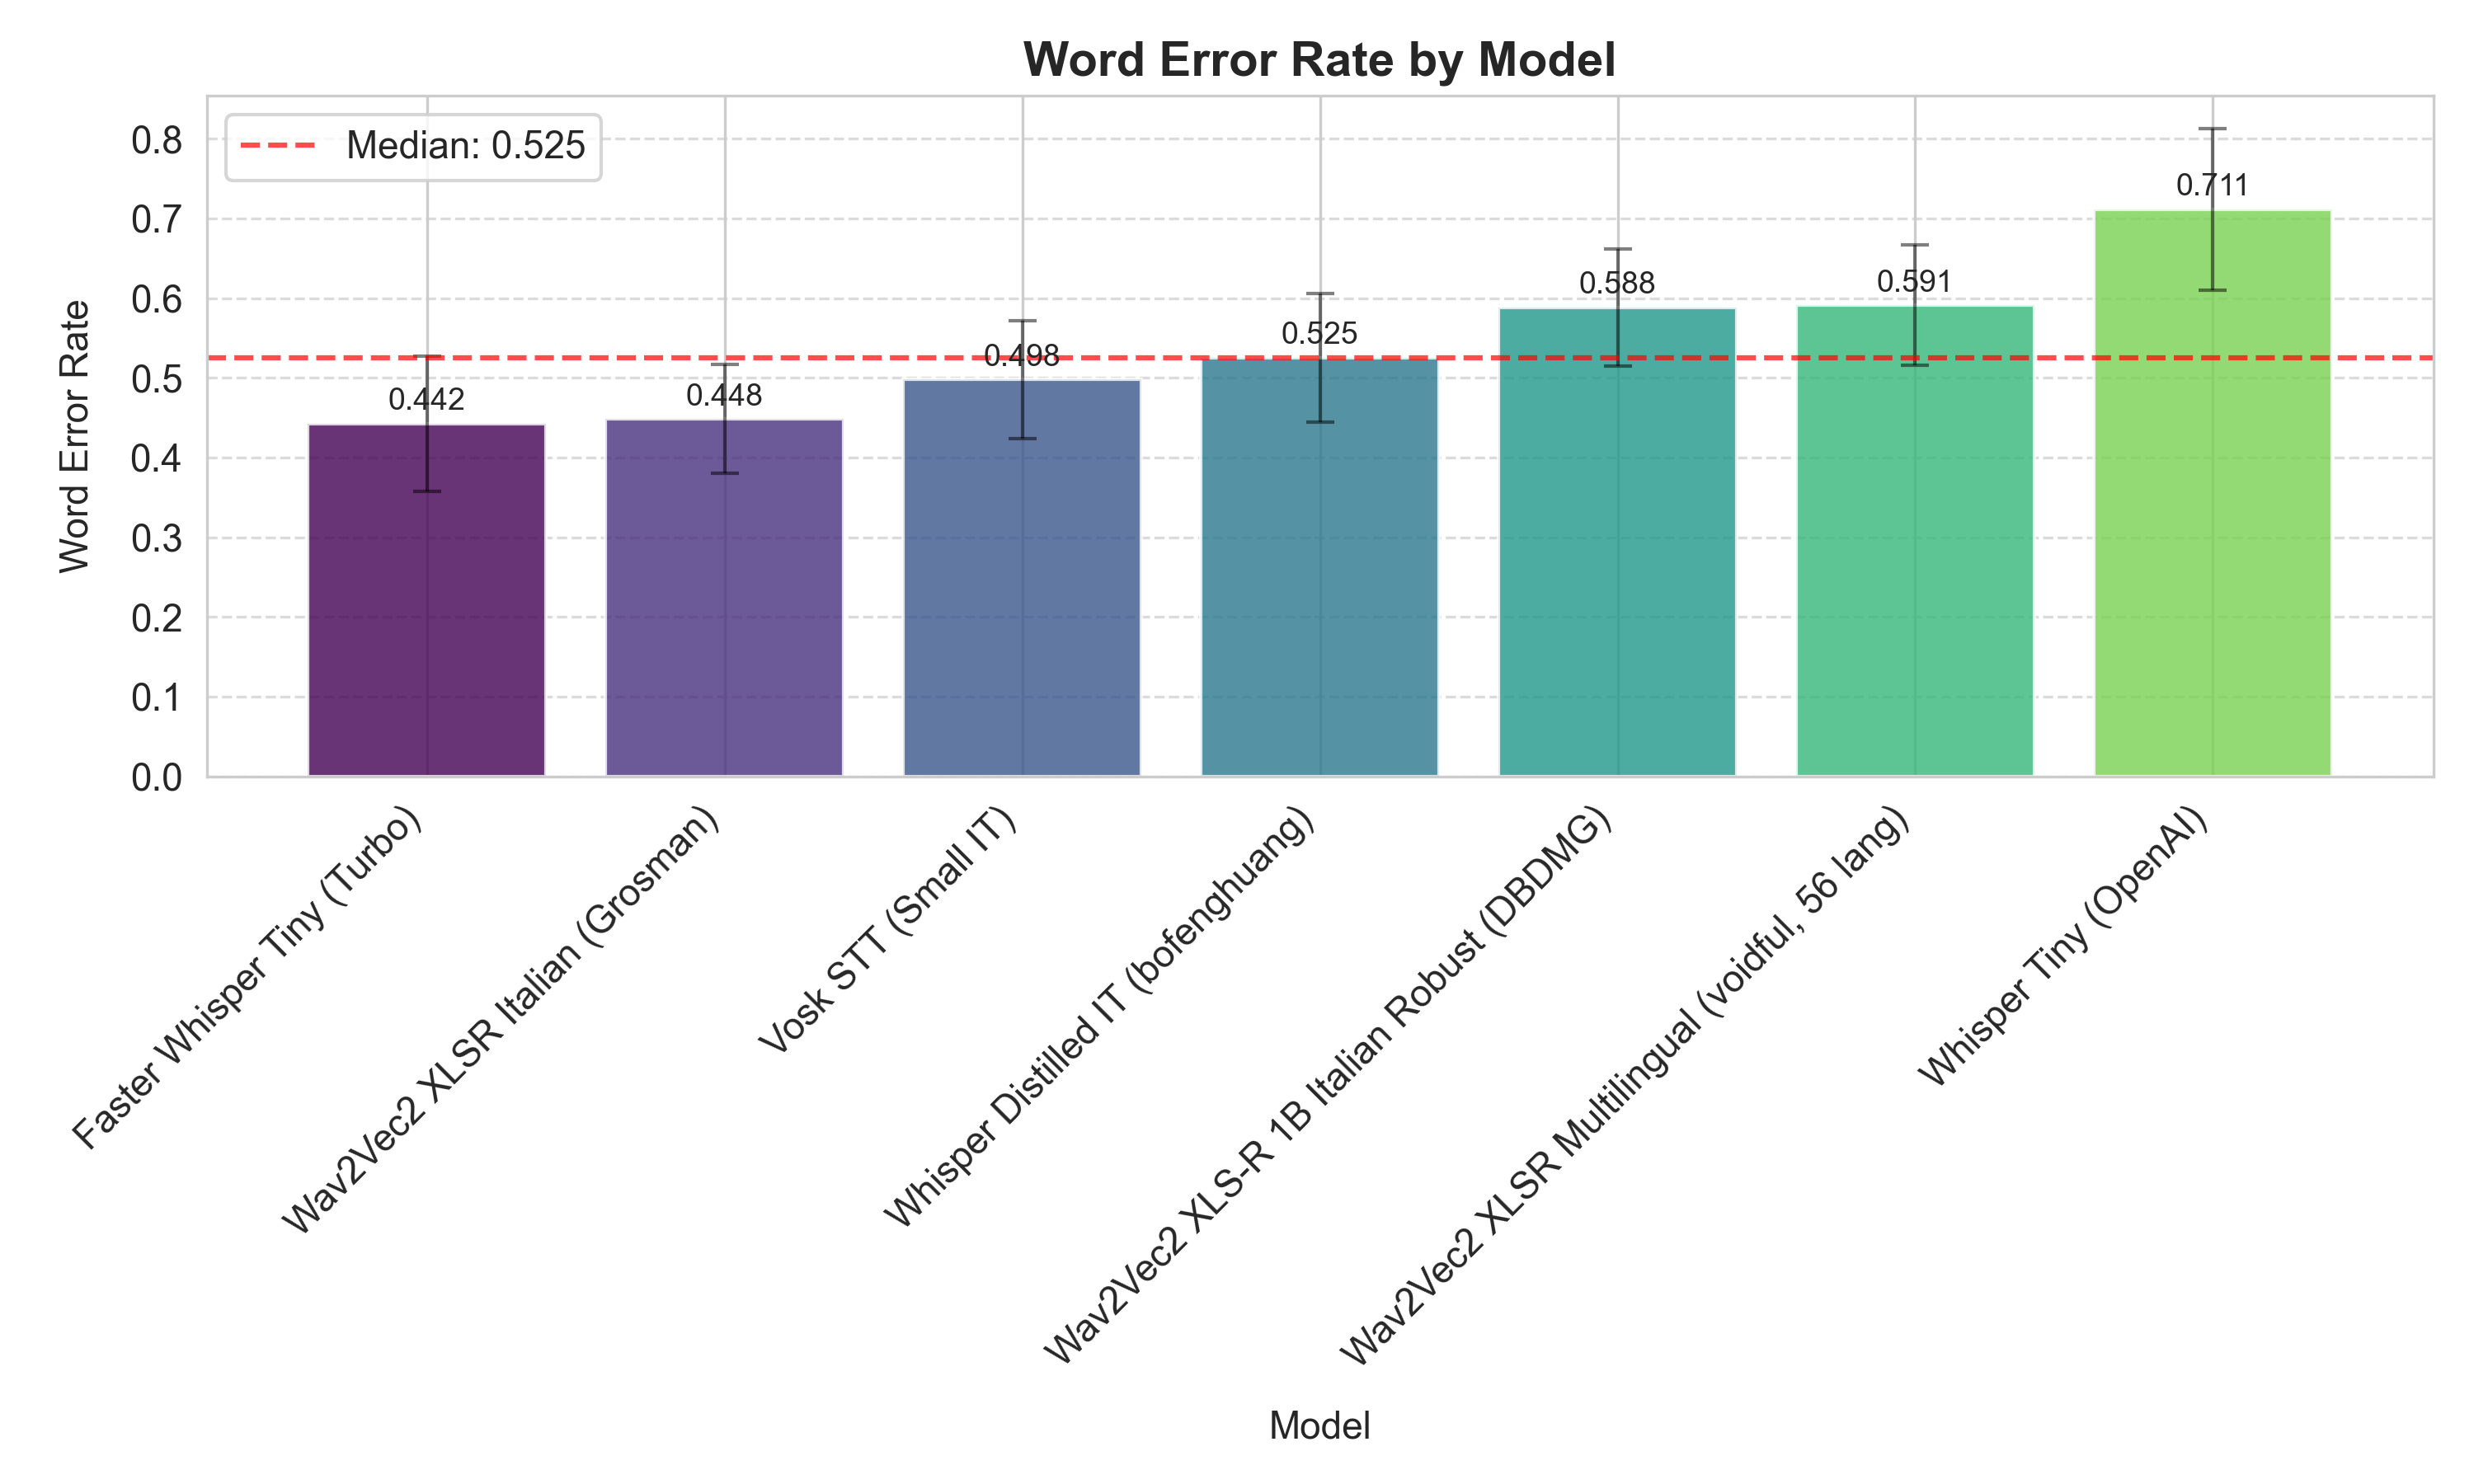 Word Error Rate by Model
Median: 0.525
Word Error Rate
0.8
0.7
0.6
0.5
0.4
0.3
0.2
0.1
0.0
0.442
0.448
0.498
0.525
0.588
0.591
0.711
Faster Whisper Tiny (Turbo)
Wav2Vec2 XLSR Italian (Grosman)
Vosk STT (Small IT)
Whisper Distilled IT (bofenghuang)
Wav2Vec2 XLS-R 1B Italian Robust (DBDMG)
Wav2Vec2 XLSR Multilingual (voidful, 56 lang)
Whisper Tiny (OpenAI)
Model